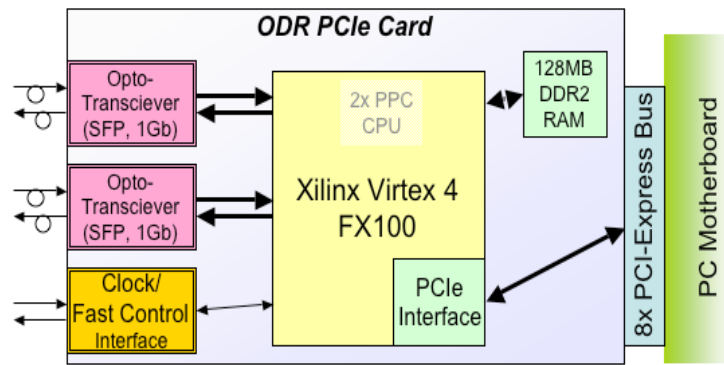 ODR PCIe Card
Opto-
Transciever
(SFP, 1Gb)
Opto-
Transciever
(SFP, 1Gb)
Clock/
Fast Control
Interface
2x PPC
CPU
Xilinx Virtex 4
FX100
PCIe
Interface
128MB
DDR2
RAM
8x PCI-Express Bus
PC Motherboard